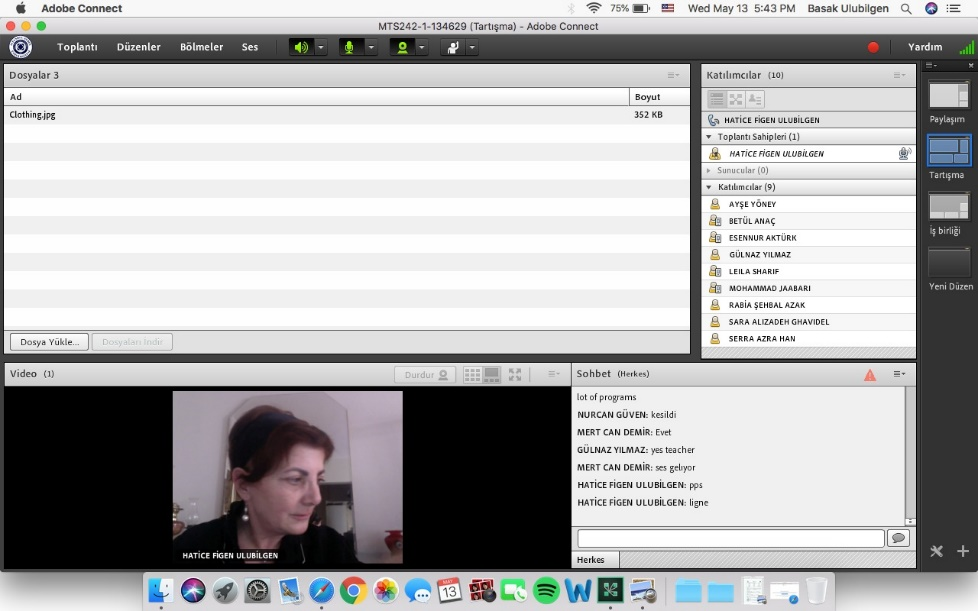 Adobe Connect
75%
Wed May 13 5:43 PM Basak Ulubilgen
MTS242-1-134629 (Tartışma) - Adobe Connect
Toplantı Düzenler Bölmeler Ses
Yardım
Dosyalar 3
Ad Boyut
Clothing.jpg 352 KB
Dosya Yükle... Dosyaları İndir
Katılımcılar (10)
HATİCE FİGEN ULUBİLGEN
Toplantı Sahipleri (1)
HATİCE FİGEN ULUBİLGEN
Sunucular (0)
Katılımcılar (9)
AYŞE YÖNEY
BETÜL ANAÇ
ESENNUR AKTÜRK
GÜLNAZ YILMAZ
LEILA SHARIF
MOHAMMAD JAABARI
RABİA ŞEHBAL AZAK
SARA ALIZADEH GHAVIDEL
SERRA AZRA HAN
Paylaşım
Tartışma
İş birliği
Yeni Düzen
Video (1)
Durdur
HATİCE FİGEN ULUBİLGEN
Sohbet (Herkes)
lot of programs
NURCAN GÜVEN: kesildi
MERT CAN DEMİR: Evet
GÜLNAZ YILMAZ: yes teacher
MERT CAN DEMİR: ses gelıyor
HATİCE FİGEN ULUBİLGEN: pps
HATİCE FİGEN ULUBİLGEN: ligne
Herkes
MAY
13